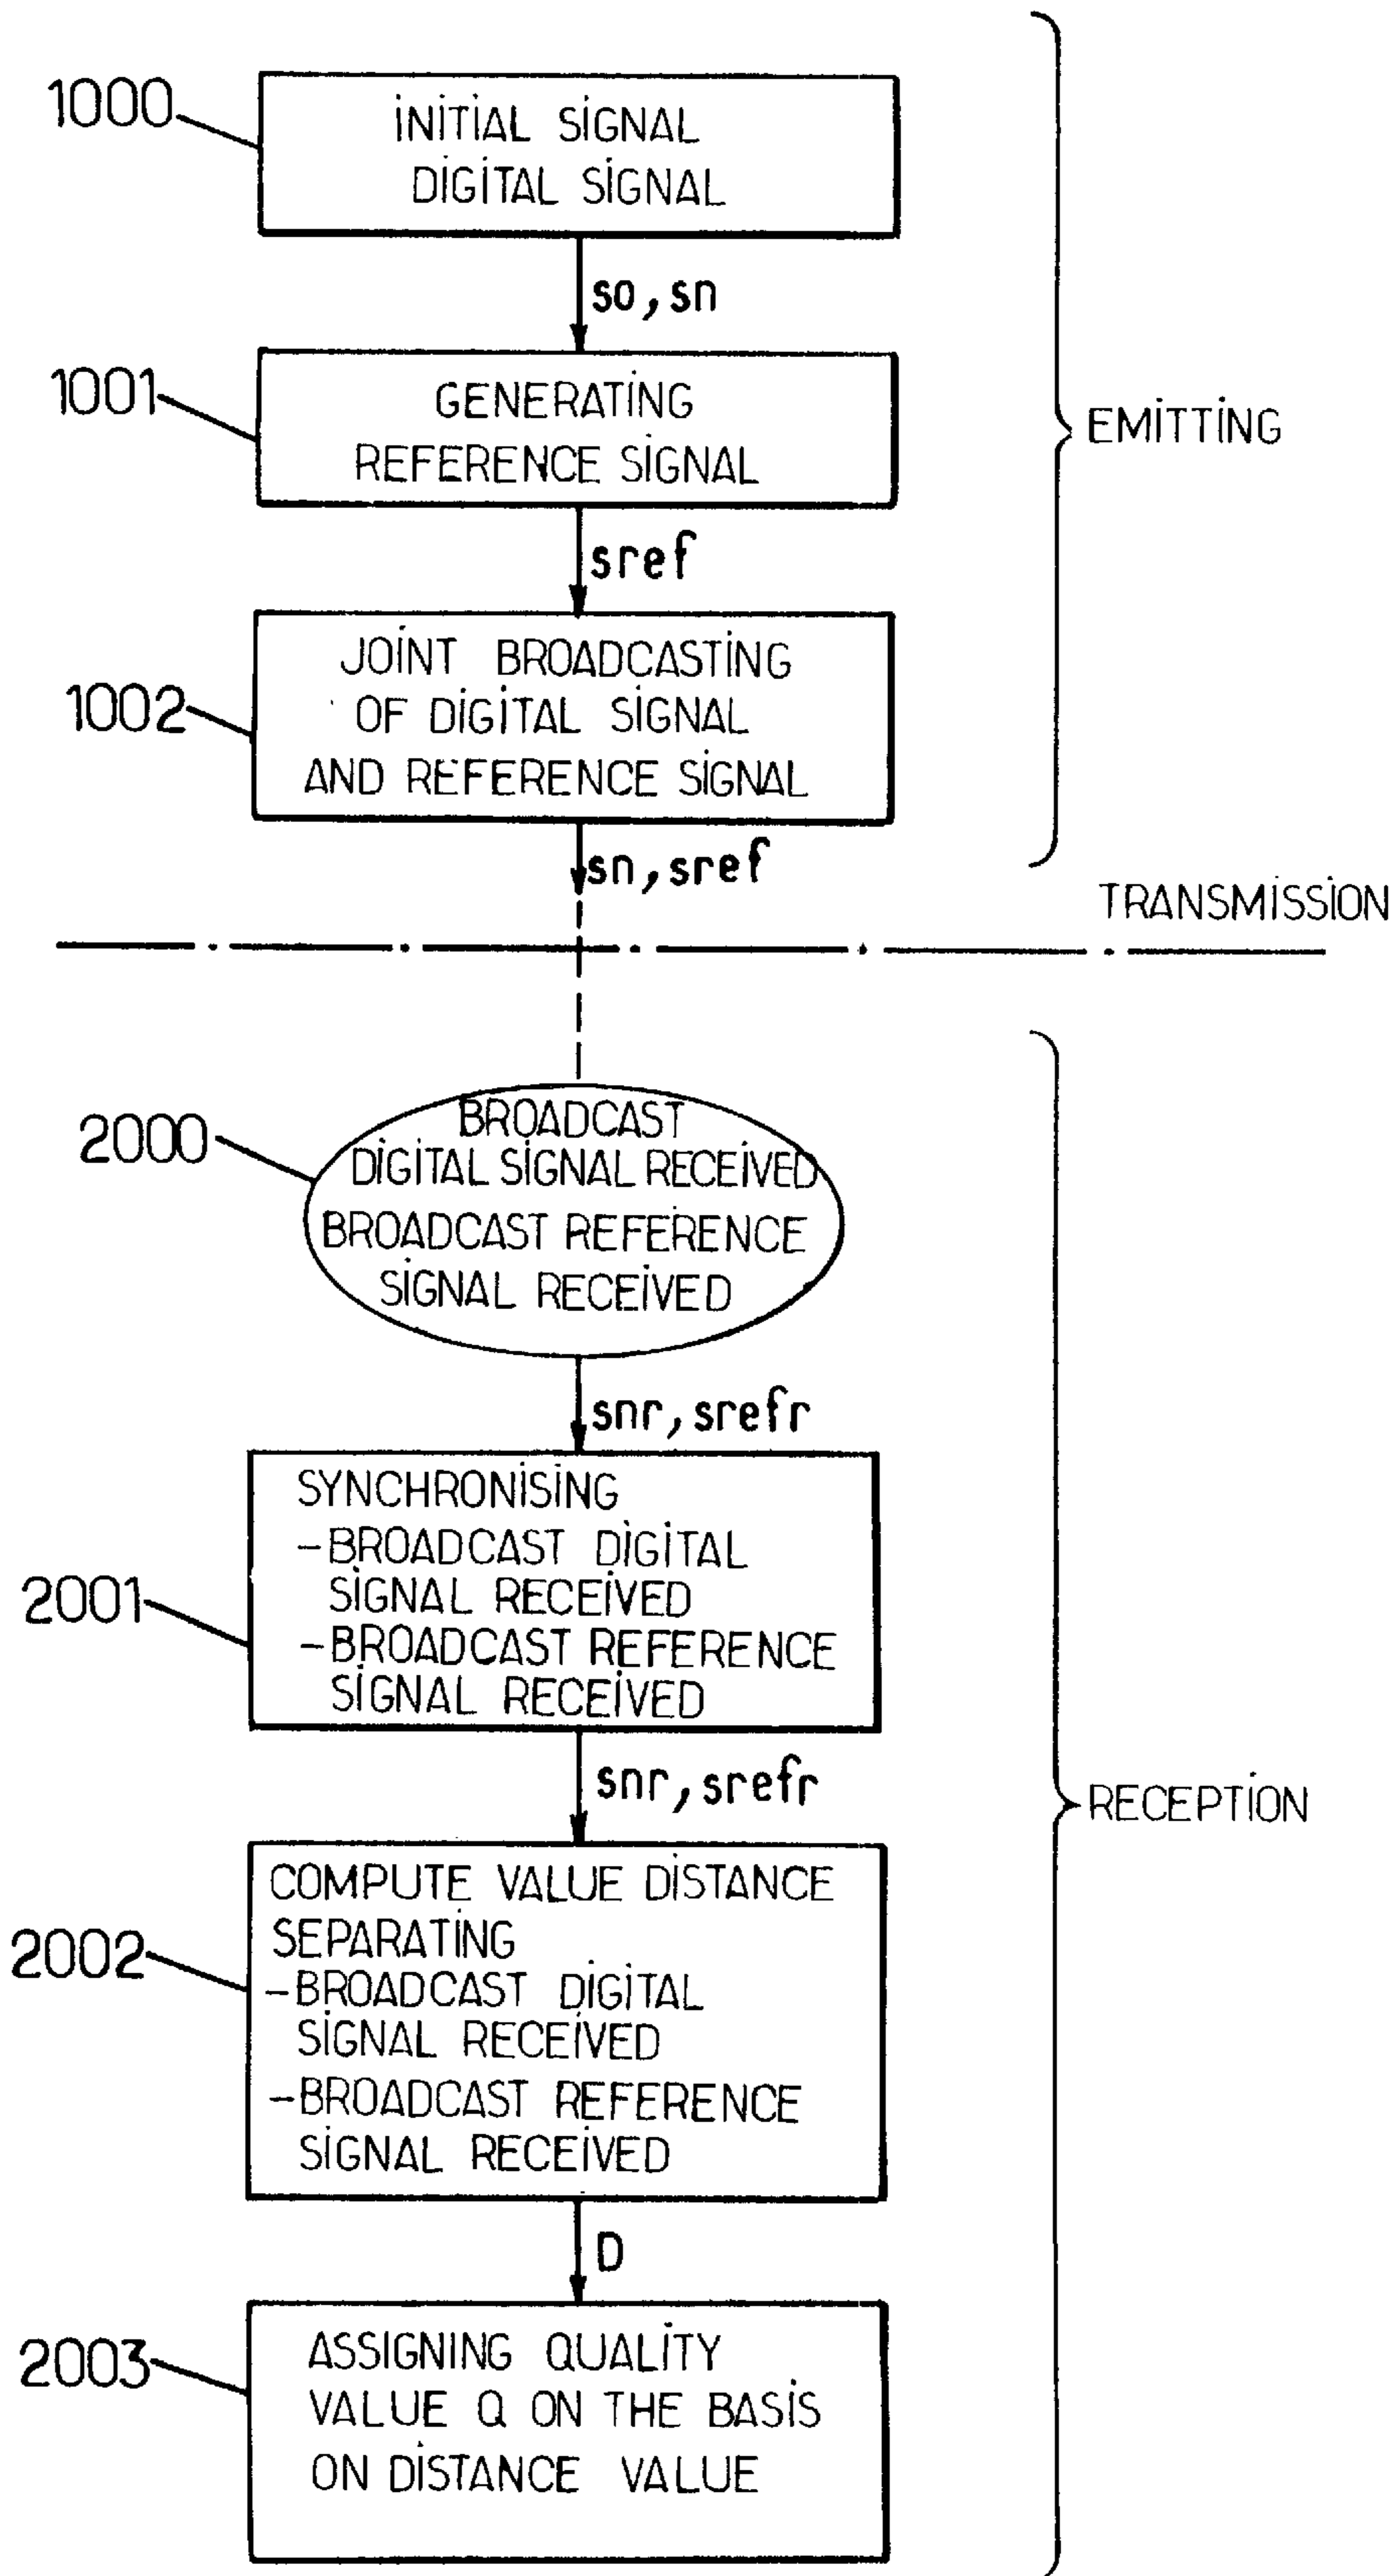 1000
INITIAL SIGNAL
DIGITAL SIGNAL
so, sn
1001
GENERATING
REFERENCE SIGNAL
EMITTING
sref
1002
JOINT BROADCASTING
OF DIGITAL SIGNAL
AND REFERENCE SIGNAL
sn, sref
TRANSMISSION
2000
BROADCAST
DIGITAL SIGNAL RECEIVED
BROADCAST REFERENCE
SIGNAL RECEIVED
snr, srefr
2001
SYNCHRONISING
-BROADCAST DIGITAL
SIGNAL RECEIVED
-BROADCAST REFERENCE
SIGNAL RECEIVED
snr, srefr
RECEPTION
2002
COMPUTE VALUE DISTANCE
SEPARATING
-BROADCAST DIGITAL
SIGNAL RECEIVED
-BROADCAST REFERENCE
SIGNAL RECEIVED
D
2003
ASSIGNING QUALITY
VALUE Q ON THE BASIS
ON DISTANCE VALUE